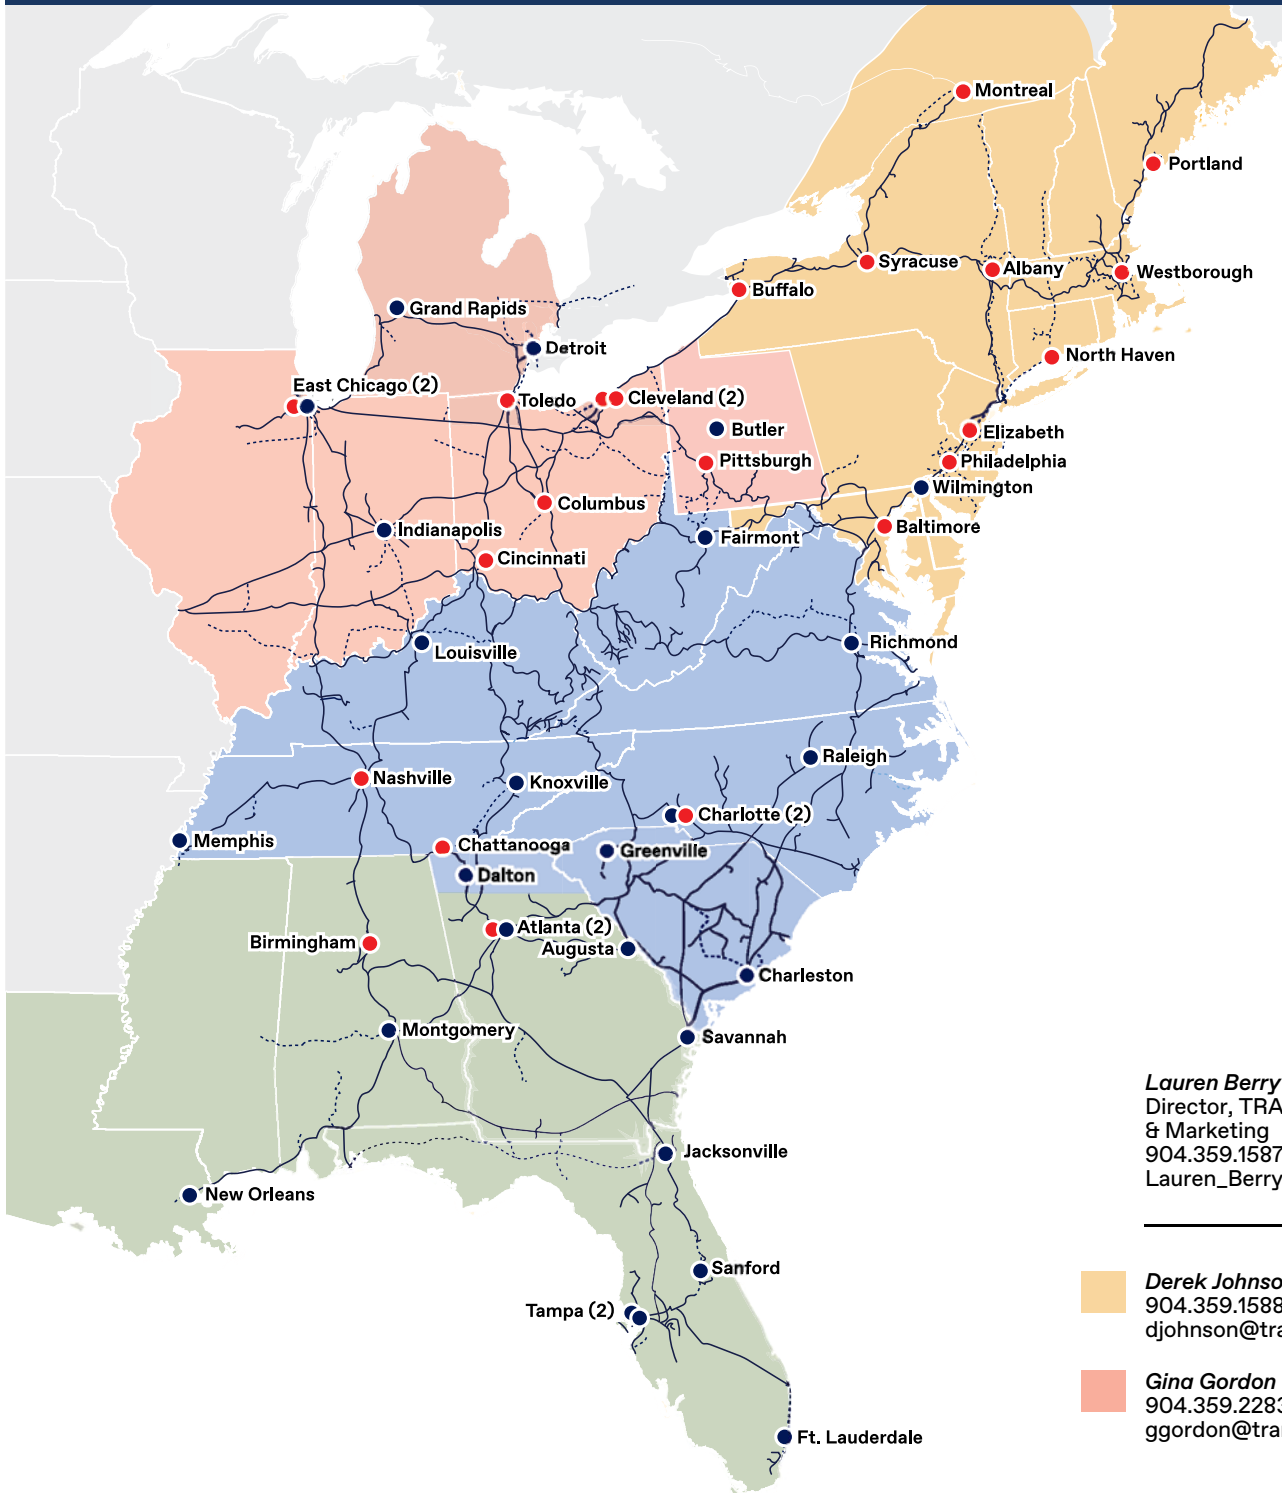 Montreal
Portland
Syracuse
Albany
Westborough
Buffalo
Grand Rapids
Detroit
North Haven
East Chicago (2)
Toledo
Cleveland (2)
Butler
Elizabeth
Pittsburgh
Philadelphia
Wilmington
Columbus
Indianapolis
Fairmont
Baltimore
Cincinnati
Louisville
Richmond
Raleigh
Nashville
Knoxville
Charlotte (2)
Memphis
Chattanooga
Greenville
Dalton
Atlanta (2)
Birmingham
Augusta
Charleston
Montgomery
Savannah
Lauren Berry
Director, TRA
& Marketing
904.359.1587
Lauren_Berry
Jacksonville
New Orleans
Sanford
Tampa (2)
Derek Johnso
904.359.1588
djohnson@tra
Gina Gordon
904.359.2283
ggordon@tra
Ft. Lauderdale